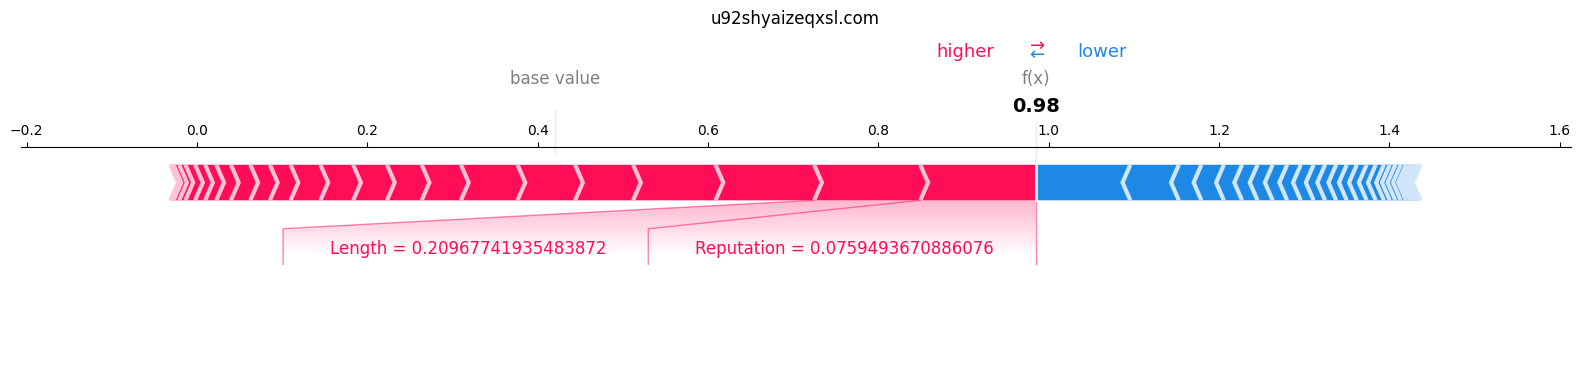 u92shyaizeqxsl.com
higher ⇄ lower
base value f(x)
0.98
−0.2 0.0 0.2 0.4 0.6 0.8 1.0 1.2 1.4 1.6
Length = 0.20967741935483872 Reputation = 0.0759493670886076